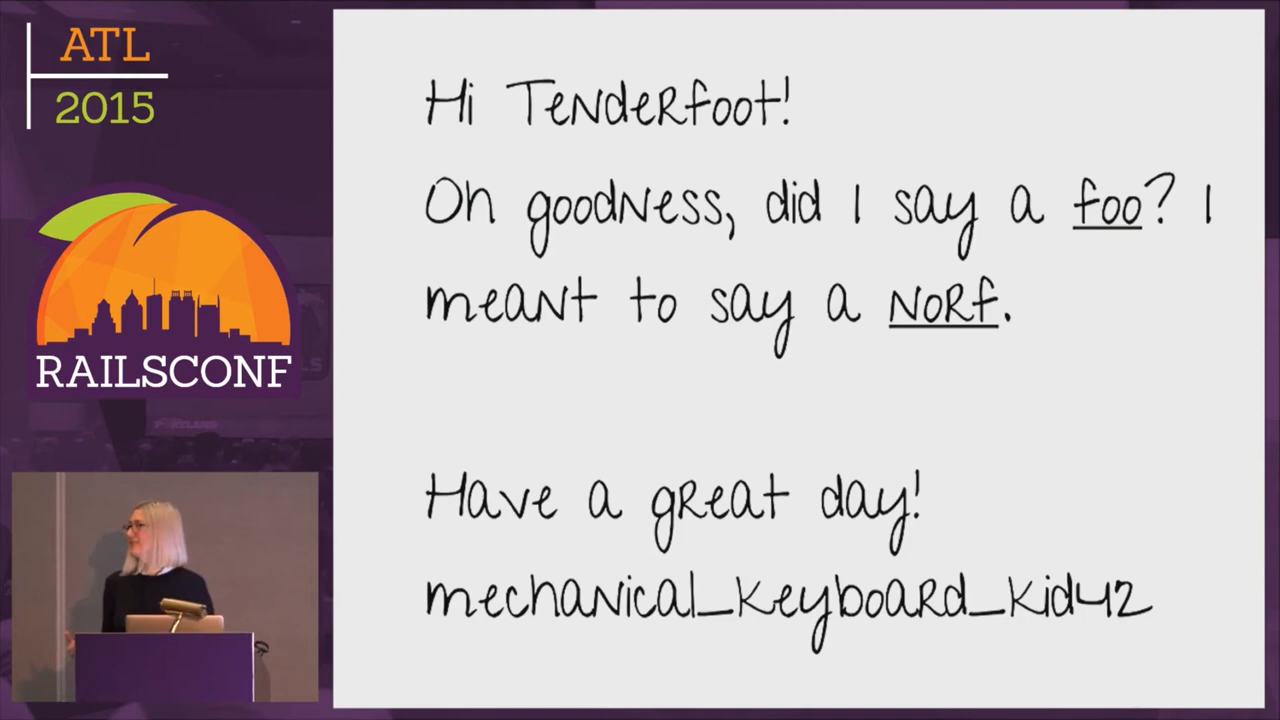 ATL
2015
RAILSCONF
Hi Tenderfoot!
Oh goodness, did I say a foo? I
meant to say a norf.
Have a great day!
mechanical_keyboard_kid42